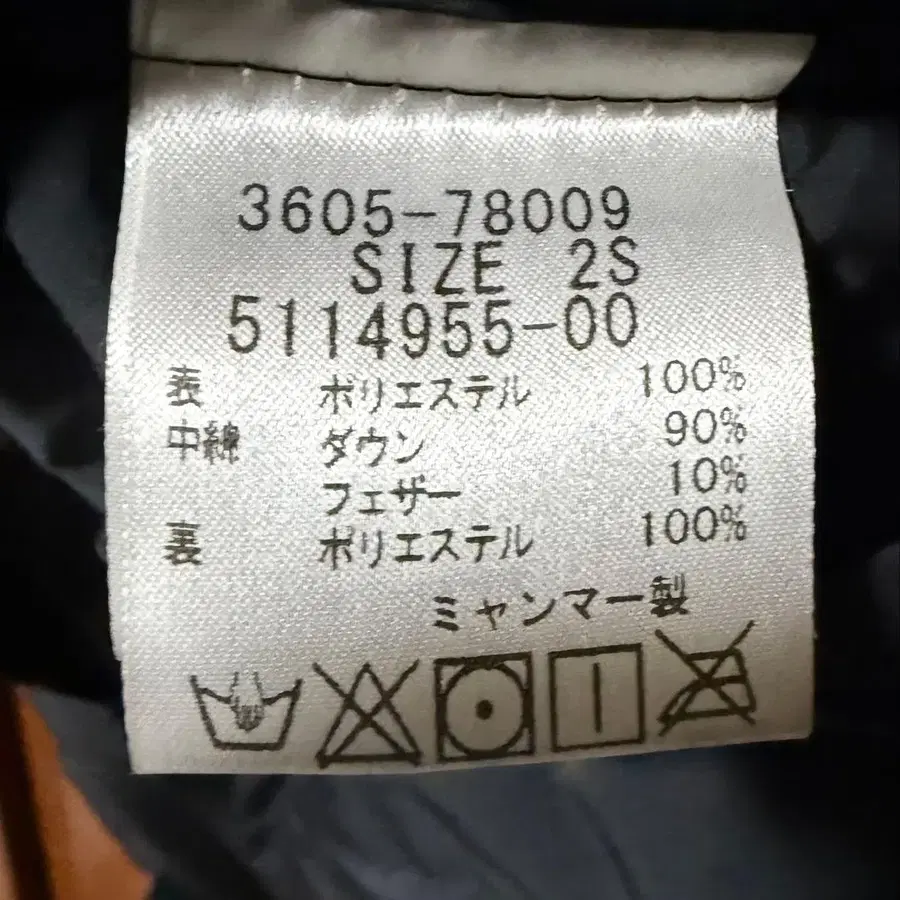 3605-78009
SIZE 2S
5114955-00
表 ポリエステル 100%
中綿 ダウン 90%
フェザー 10%
裏 ポリエステル 100%
ミャンマー製